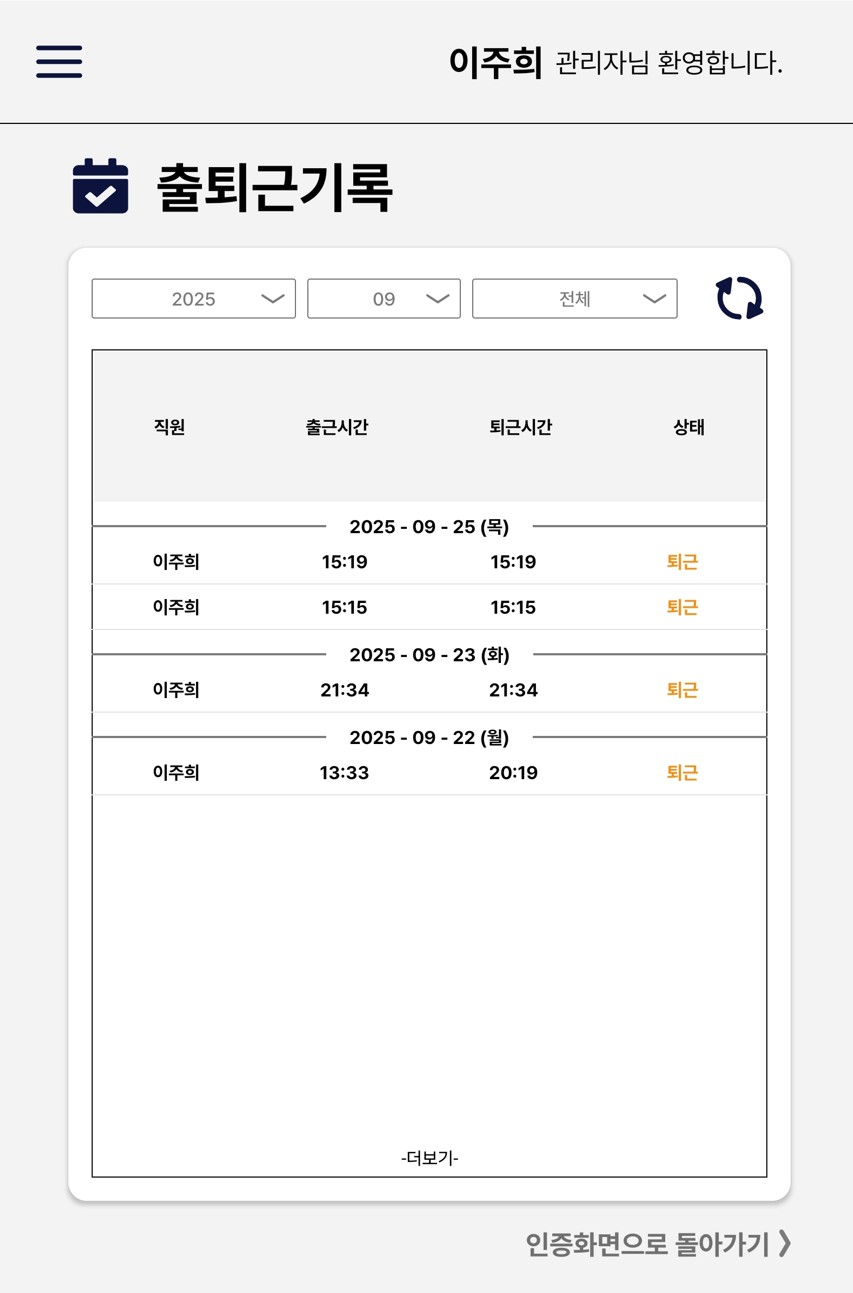 이주희 관리자님 환영합니다.
출퇴근기록
2025 09 전체
직원 출근시간 퇴근시간 상태
2025 - 09 - 25 (목)
이주희 15:19 15:19 퇴근
이주희 15:15 15:15 퇴근
2025 - 09 - 23 (화)
이주희 21:34 21:34 퇴근
2025 - 09 - 22 (월)
이주희 13:33 20:19 퇴근
-더보기-
인증화면으로 돌아가기 》